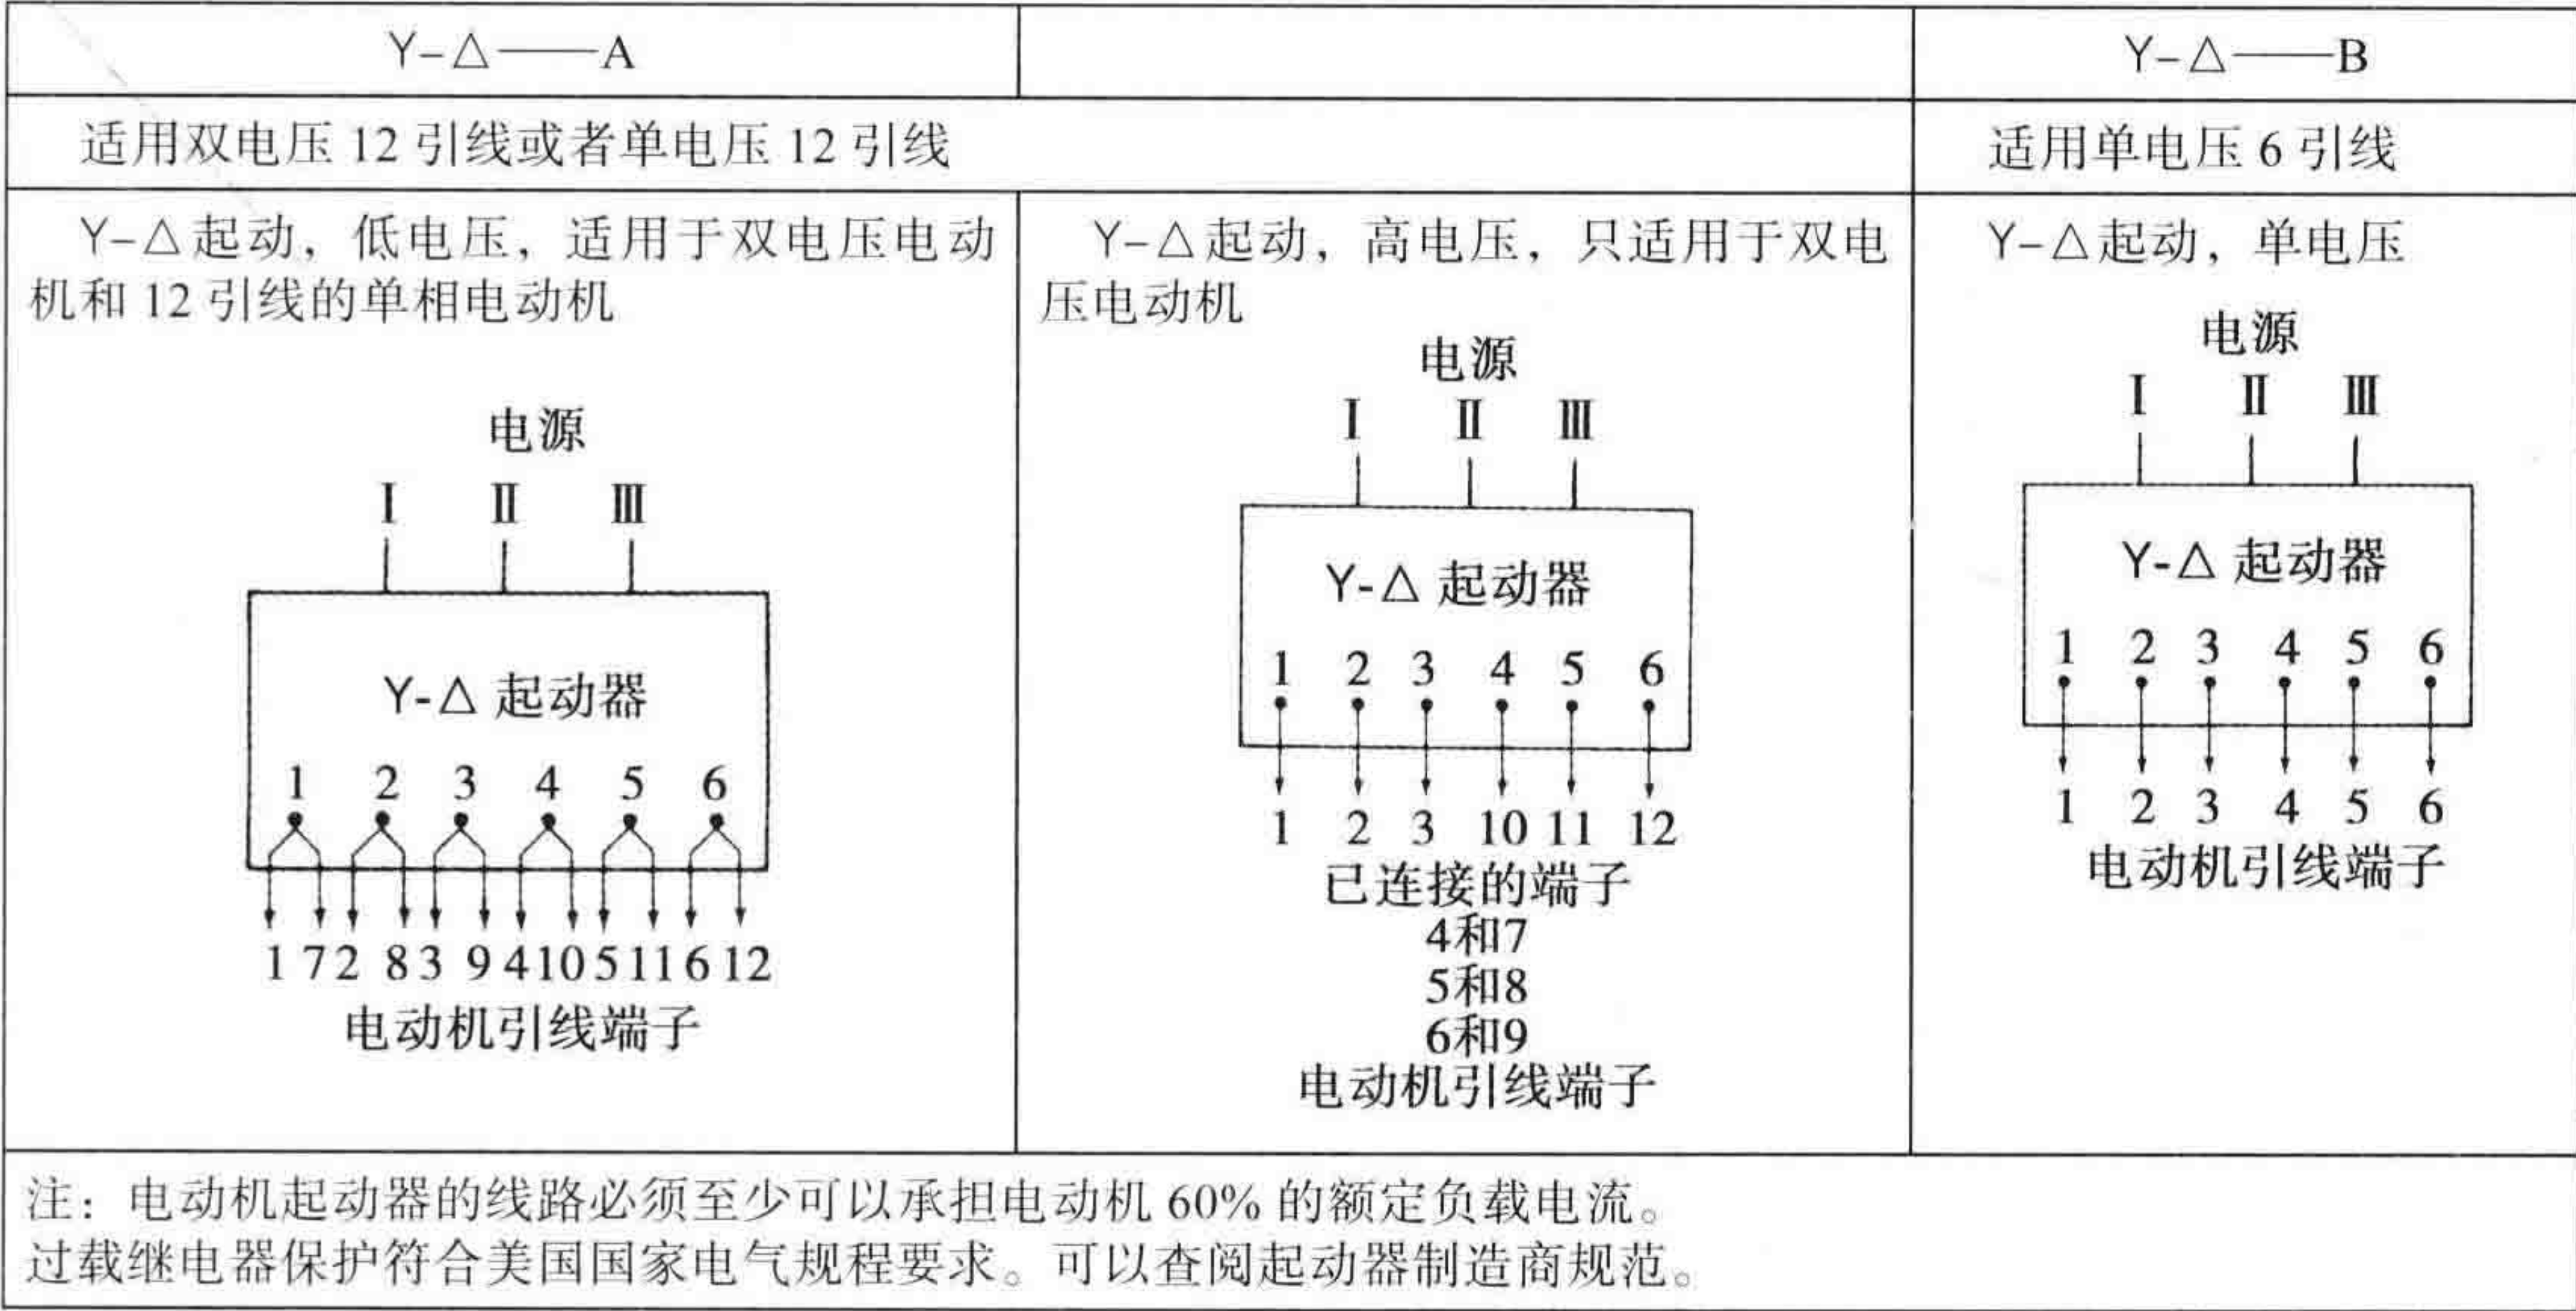 Y-△——A
Y-△——B
适用双电压 12 引线或者单电压 12 引线
适用单电压 6 引线
Y-△起动，低电压，适用于双电压电动
机和 12 引线的单相电动机
电源
Ⅰ Ⅱ Ⅲ
Y-△ 起动器
1 2 3 4 5 6
1 7 2 8 3 9 4 10 5 11 6 12
电动机引线端子
Y-△起动，高电压，只适用于双电
压电动机
电源
Ⅰ Ⅱ Ⅲ
Y-△ 起动器
1 2 3 4 5 6
1 2 3 10 11 12
已连接的端子
4和7
5和8
6和9
电动机引线端子
Y-△起动，单电压
电源
Ⅰ Ⅱ Ⅲ
Y-△ 起动器
1 2 3 4 5 6
1 2 3 4 5 6
电动机引线端子
注：电动机起动器的线路必须至少可以承担电动机 60% 的额定负载电流。
过载继电器保护符合美国国家电气规程要求。可以查阅起动器制造商规范。